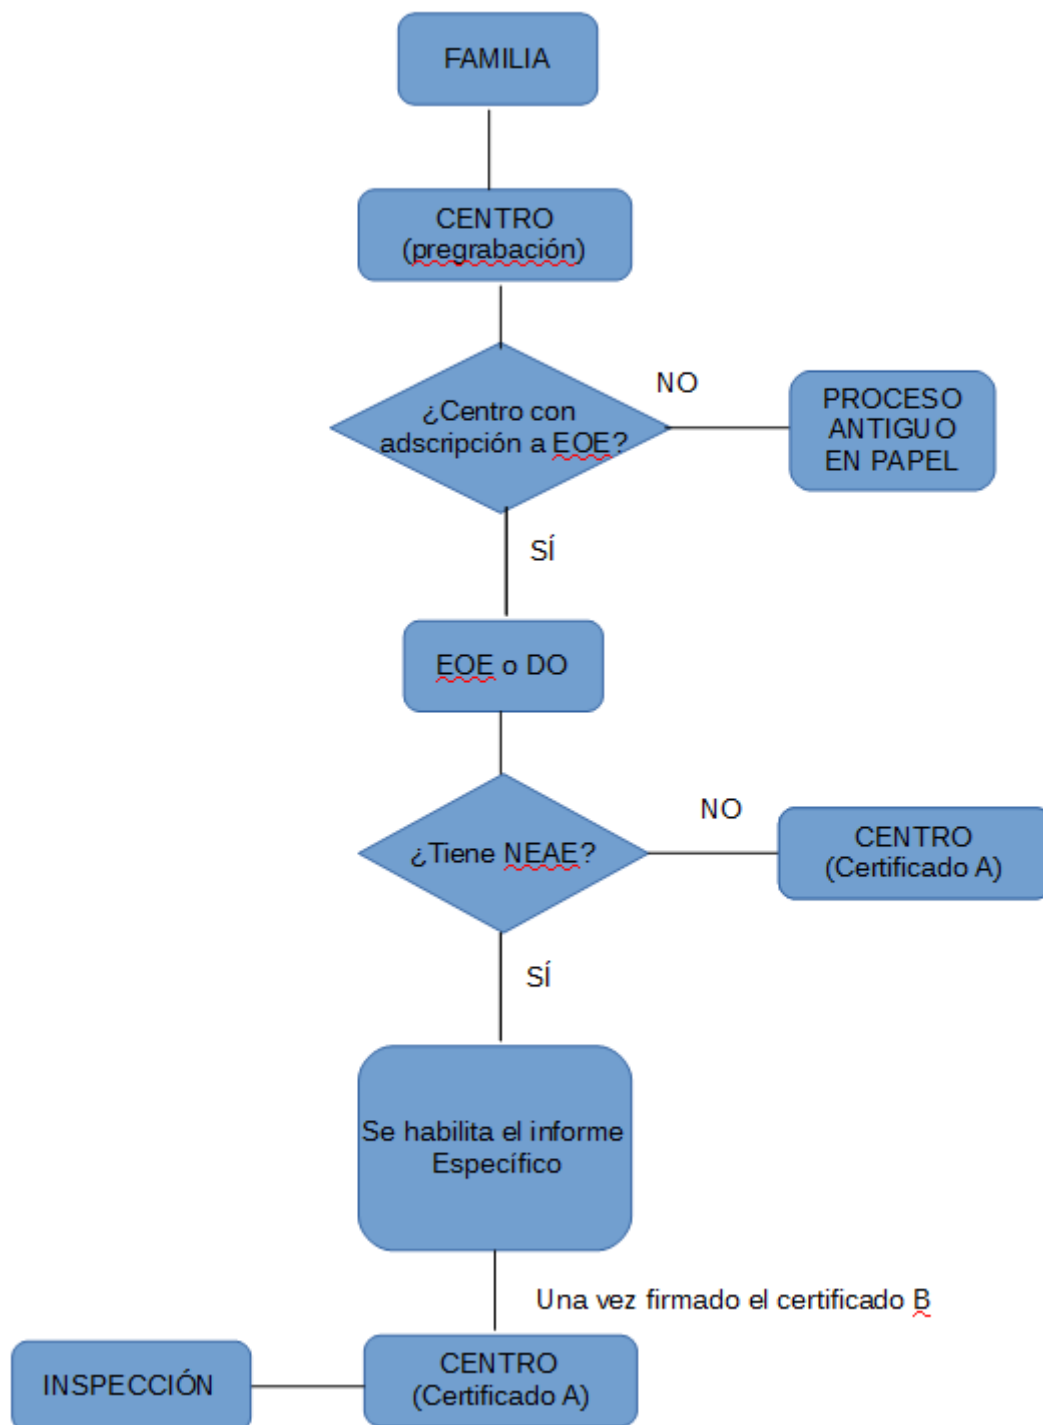 FAMILIA
CENTRO
(pregrabación)
¿Centro con
adscripción a EOE?
NO
PROCESO
ANTIGUO
EN PAPEL
SÍ
EOE o DO
¿Tiene NEAE?
NO
CENTRO
(Certificado A)
SÍ
Se habilita el informe
Específico
Una vez firmado el certificado B
INSPECCIÓN
CENTRO
(Certificado A)